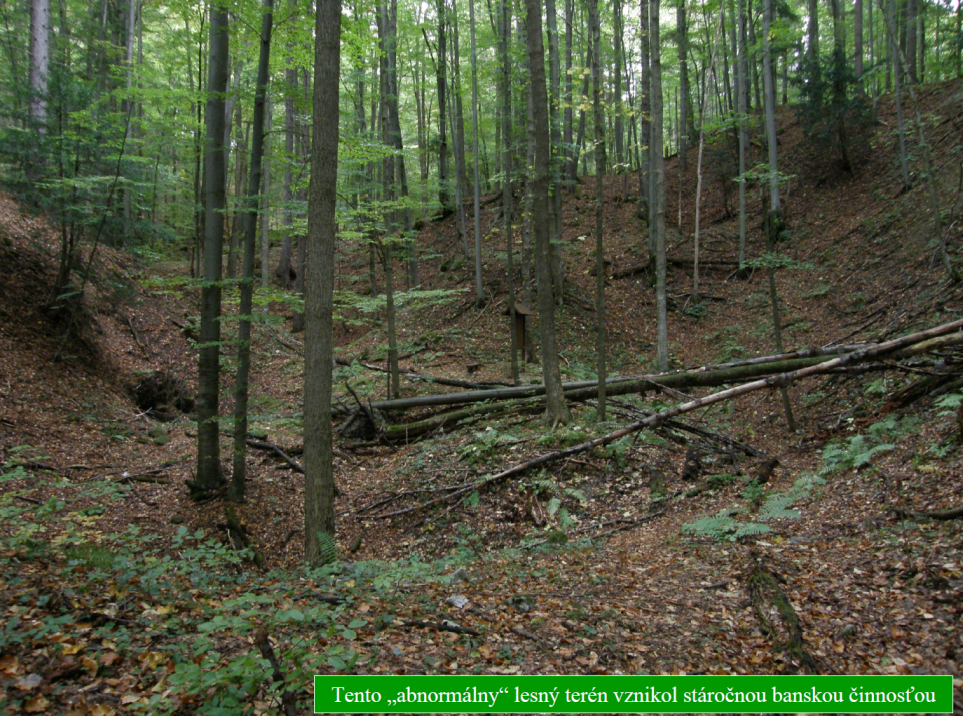 Tento „abnormálny“ lesný terén vznikol stáročnou banskou činnosťou